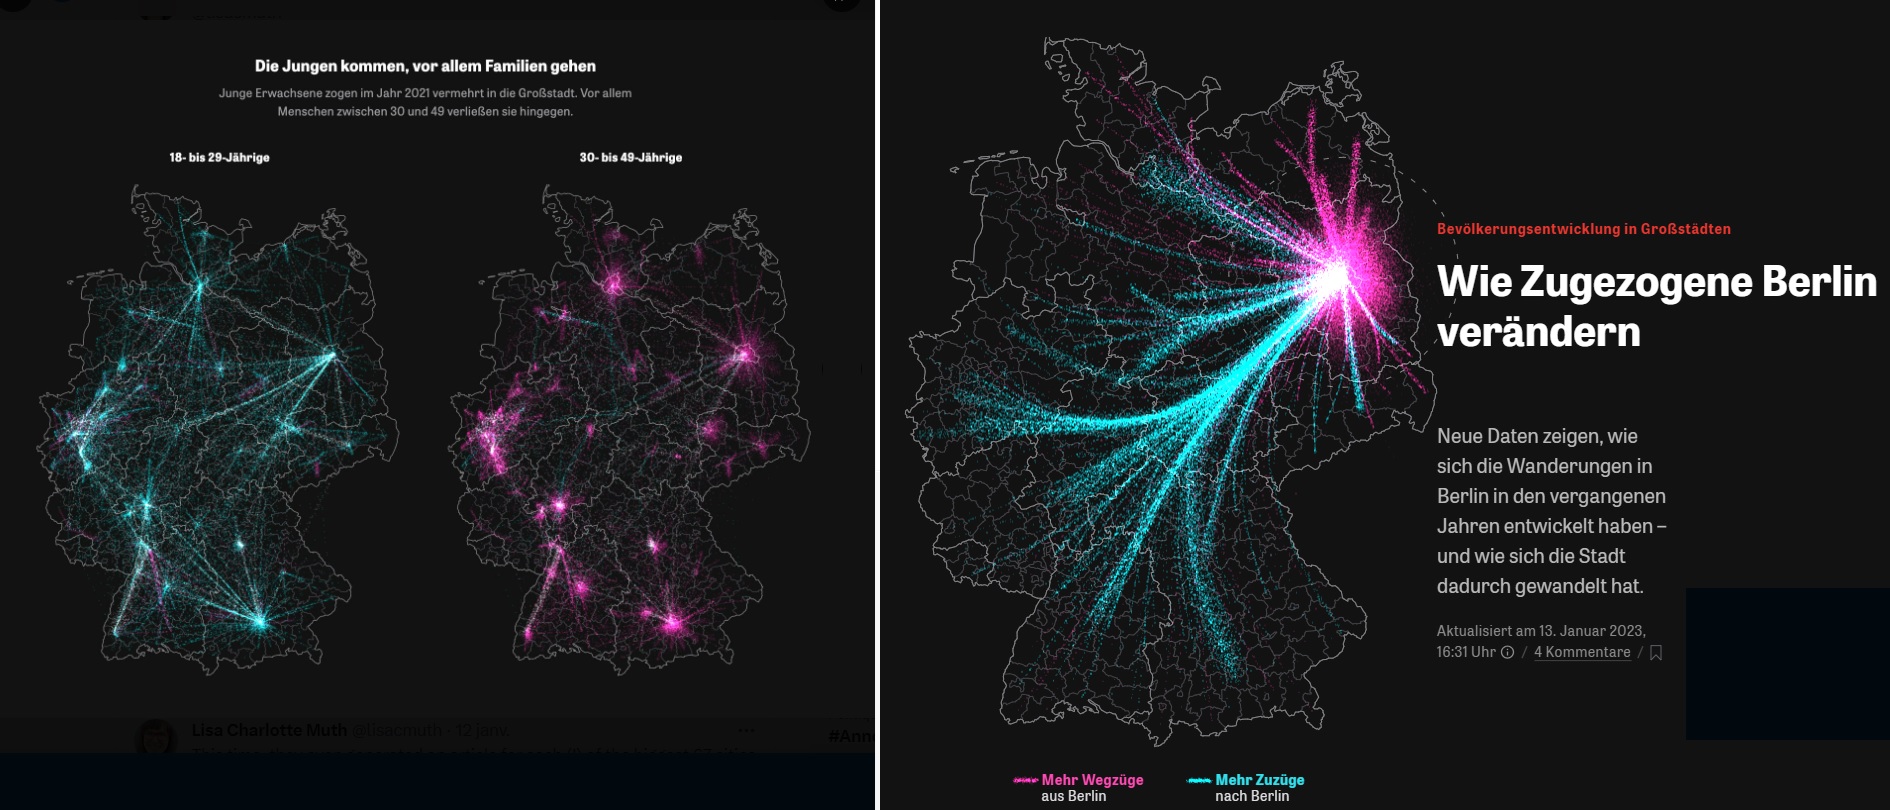 Die Jungen kommen, vor allem Familien gehen
Junge Erwachsene zogen im Jahr 2021 vermehrt in die Großstadt. Vor allem
Menschen zwischen 30 und 49 verließen sie hingegen.
18- bis 29-Jährige
30- bis 49-Jährige
Lisa Charlotte Muth @lisacmuth · 12 janv.
#Ann
Bevölkerungsentwicklung in Großstädten
Wie Zugezogene Berlin
verändern
Neue Daten zeigen, wie
sich die Wanderungen in
Berlin in den vergangenen
Jahren entwickelt haben –
und wie sich die Stadt
dadurch gewandelt hat.
Aktualisiert am 13. Januar 2023,
16:31 Uhr / 4 Kommentare /
Mehr Wegzüge
aus Berlin
Mehr Zuzüge
nach Berlin